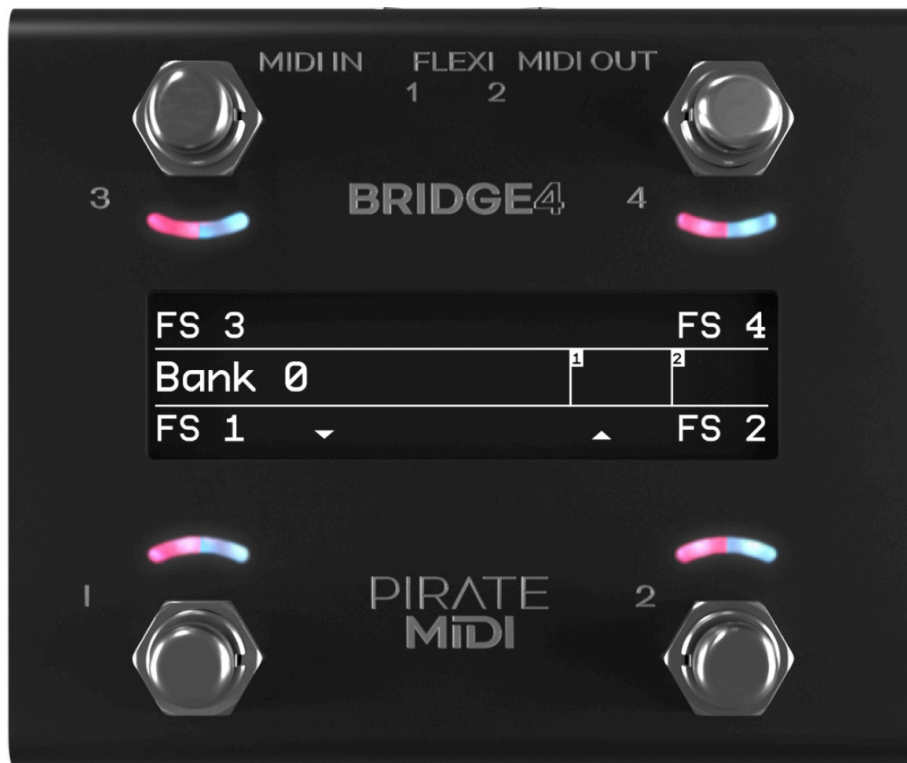 MIDI IN FLEXI MIDI OUT
1 2
3 BRIDGE4 4
FS 3 FS 4
Bank 0 1 2
FS 1 FS 2
1 PIRATE 2
MiDI